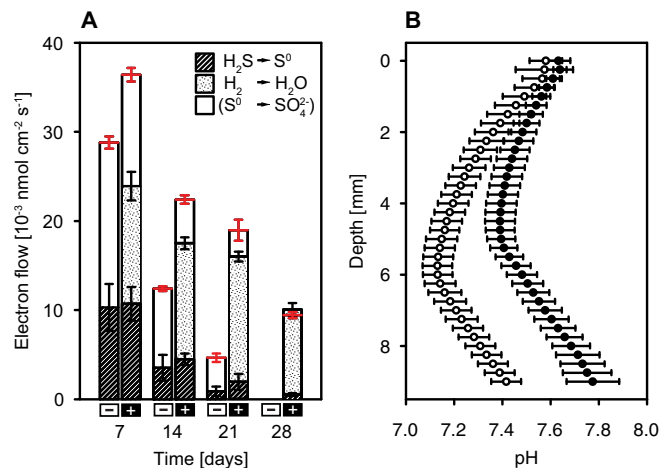 A
B
H₂S → S⁰
H₂ → H₂O
(S⁰ → SO₄²⁻)
Electron flow [10⁻³ nmol cm⁻² s⁻¹]
40
30
20
10
0
− + − + − + − +
7 14 21 28
Time [days]
Depth [mm]
0
2
4
6
8
7.0 7.2 7.4 7.6 7.8 8.0
pH